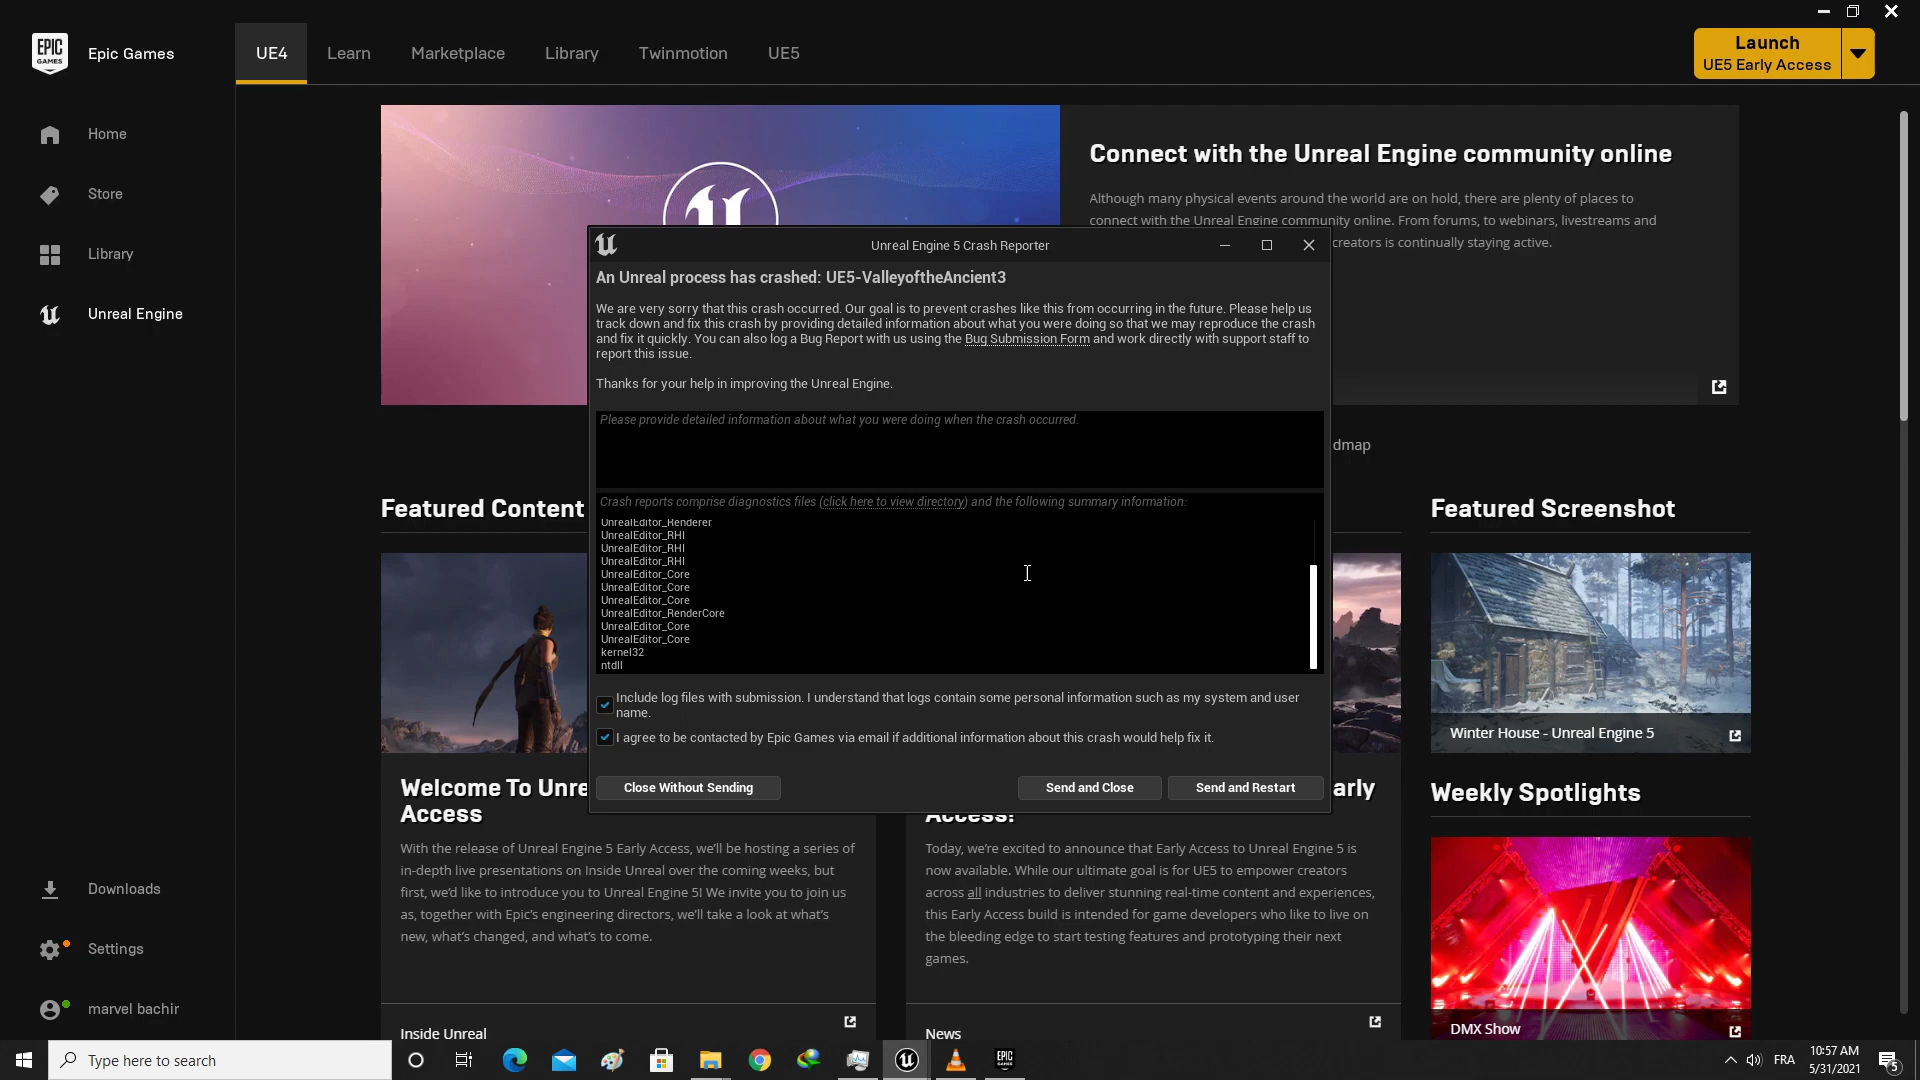 EPIC GAMES
Epic Games
UE4
Learn
Marketplace
Library
Twinmotion
UE5
Launch
UE5 Early Access
Home
Store
Library
Unreal Engine
Connect with the Unreal Engine community online
Although many physical events around the world are on hold, there are plenty of places to
connect with the Unreal Engine community online. From forums, to webinars, livestreams and
creators is continually staying active.
Unreal Engine 5 Crash Reporter
An Unreal process has crashed: UE5-ValleyoftheAncient3
We are very sorry that this crash occurred. Our goal is to prevent crashes like this from occurring in the future. Please help us
track down and fix this crash by providing detailed information about what you were doing so that we may reproduce the crash
and fix it quickly. You can also log a Bug Report with us using the Bug Submission Form and work directly with support staff to
report this issue.
Thanks for your help in improving the Unreal Engine.
Please provide detailed information about what you were doing when the crash occurred.
dmap
Crash reports comprise diagnostics files (click here to view directory) and the following summary information:
UnrealEditor_Renderer
UnrealEditor_RHI
UnrealEditor_RHI
UnrealEditor_RHI
UnrealEditor_Core
UnrealEditor_Core
UnrealEditor_Core
UnrealEditor_RenderCore
UnrealEditor_Core
UnrealEditor_Core
kernel32
ntdll
Include log files with submission. I understand that logs contain some personal information such as my system and user
name.
I agree to be contacted by Epic Games via email if additional information about this crash would help fix it.
Close Without Sending
Send and Close
Send and Restart
Featured Content
Welcome To Unre
Access
With the release of Unreal Engine 5 Early Access, we'll be hosting a series of
in-depth live presentations on Inside Unreal over the coming weeks, but
first, we'd like to introduce you to Unreal Engine 5! We invite you to join us
as, together with Epic's engineering directors, we'll take a look at what's
new, what's changed, and what's to come.
Inside Unreal
arly
Access!
Today, we're excited to announce that Early Access to Unreal Engine 5 is
now available. While our ultimate goal is for UE5 to empower creators
across all industries to deliver stunning real-time content and experiences,
this Early Access build is intended for game developers who like to live on
the bleeding edge to start testing features and prototyping their next
games.
News
Featured Screenshot
Winter House - Unreal Engine 5
Weekly Spotlights
DMX Show
Downloads
Settings
marvel bachir
Type here to search
EPIC GAMES
FRA
10:57 AM
5/31/2021
5